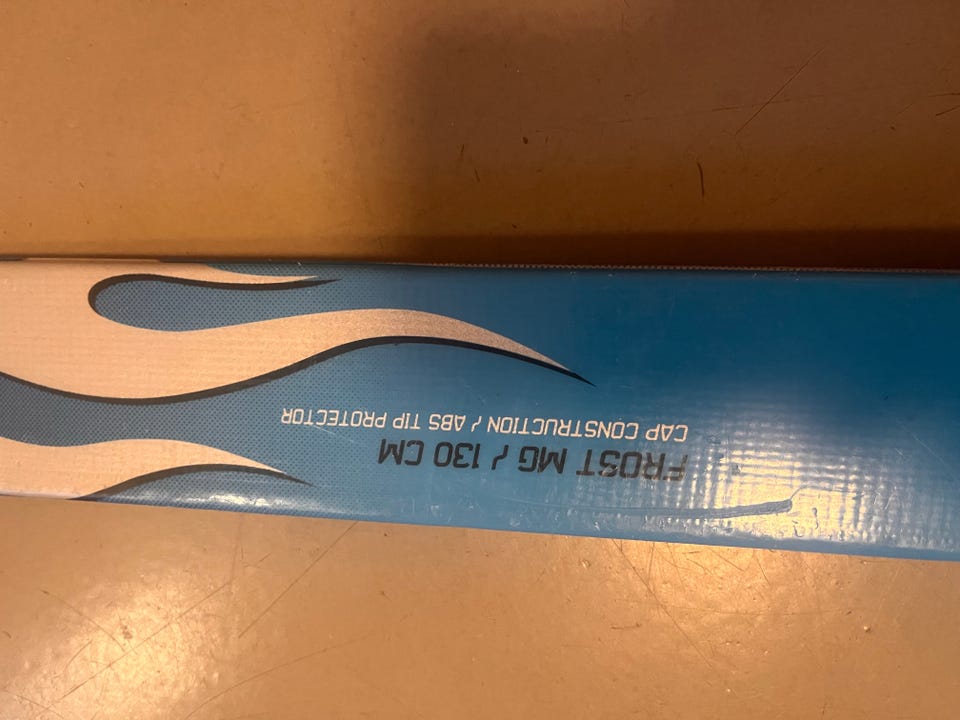 FROST MG / 130 CM
CAP CONSTRUCTION / ABS TIP PROTECTOR